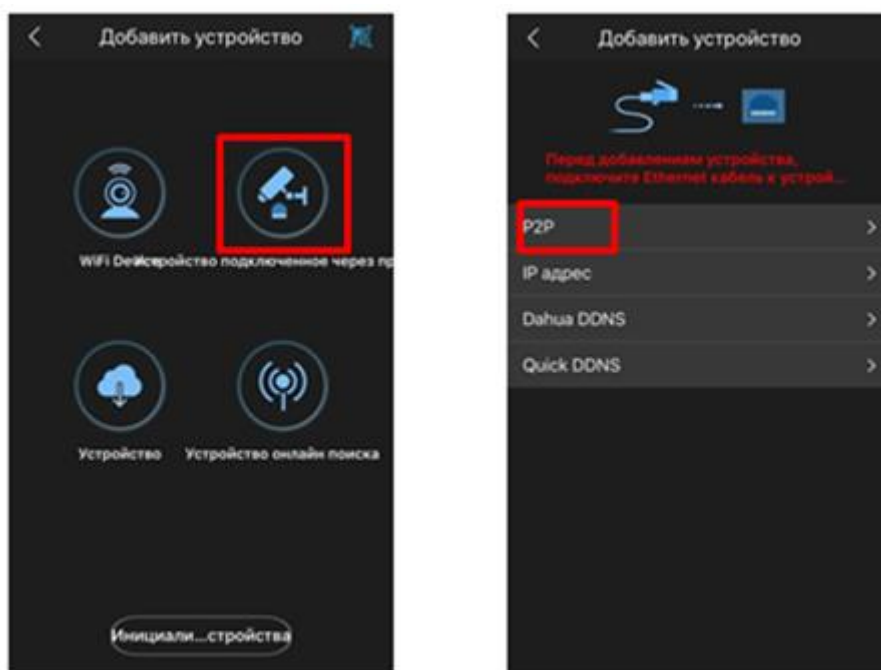 Добавить устройство
WiFi Device
Устройство подключенное через пр
Устройство
Устройство онлайн поиска
Инициали...стройства
Добавить устройство
Перед добавлением устройства,
подключите Ethernet кабель к устрой...
P2P
IP адрес
Dahua DDNS
Quick DDNS